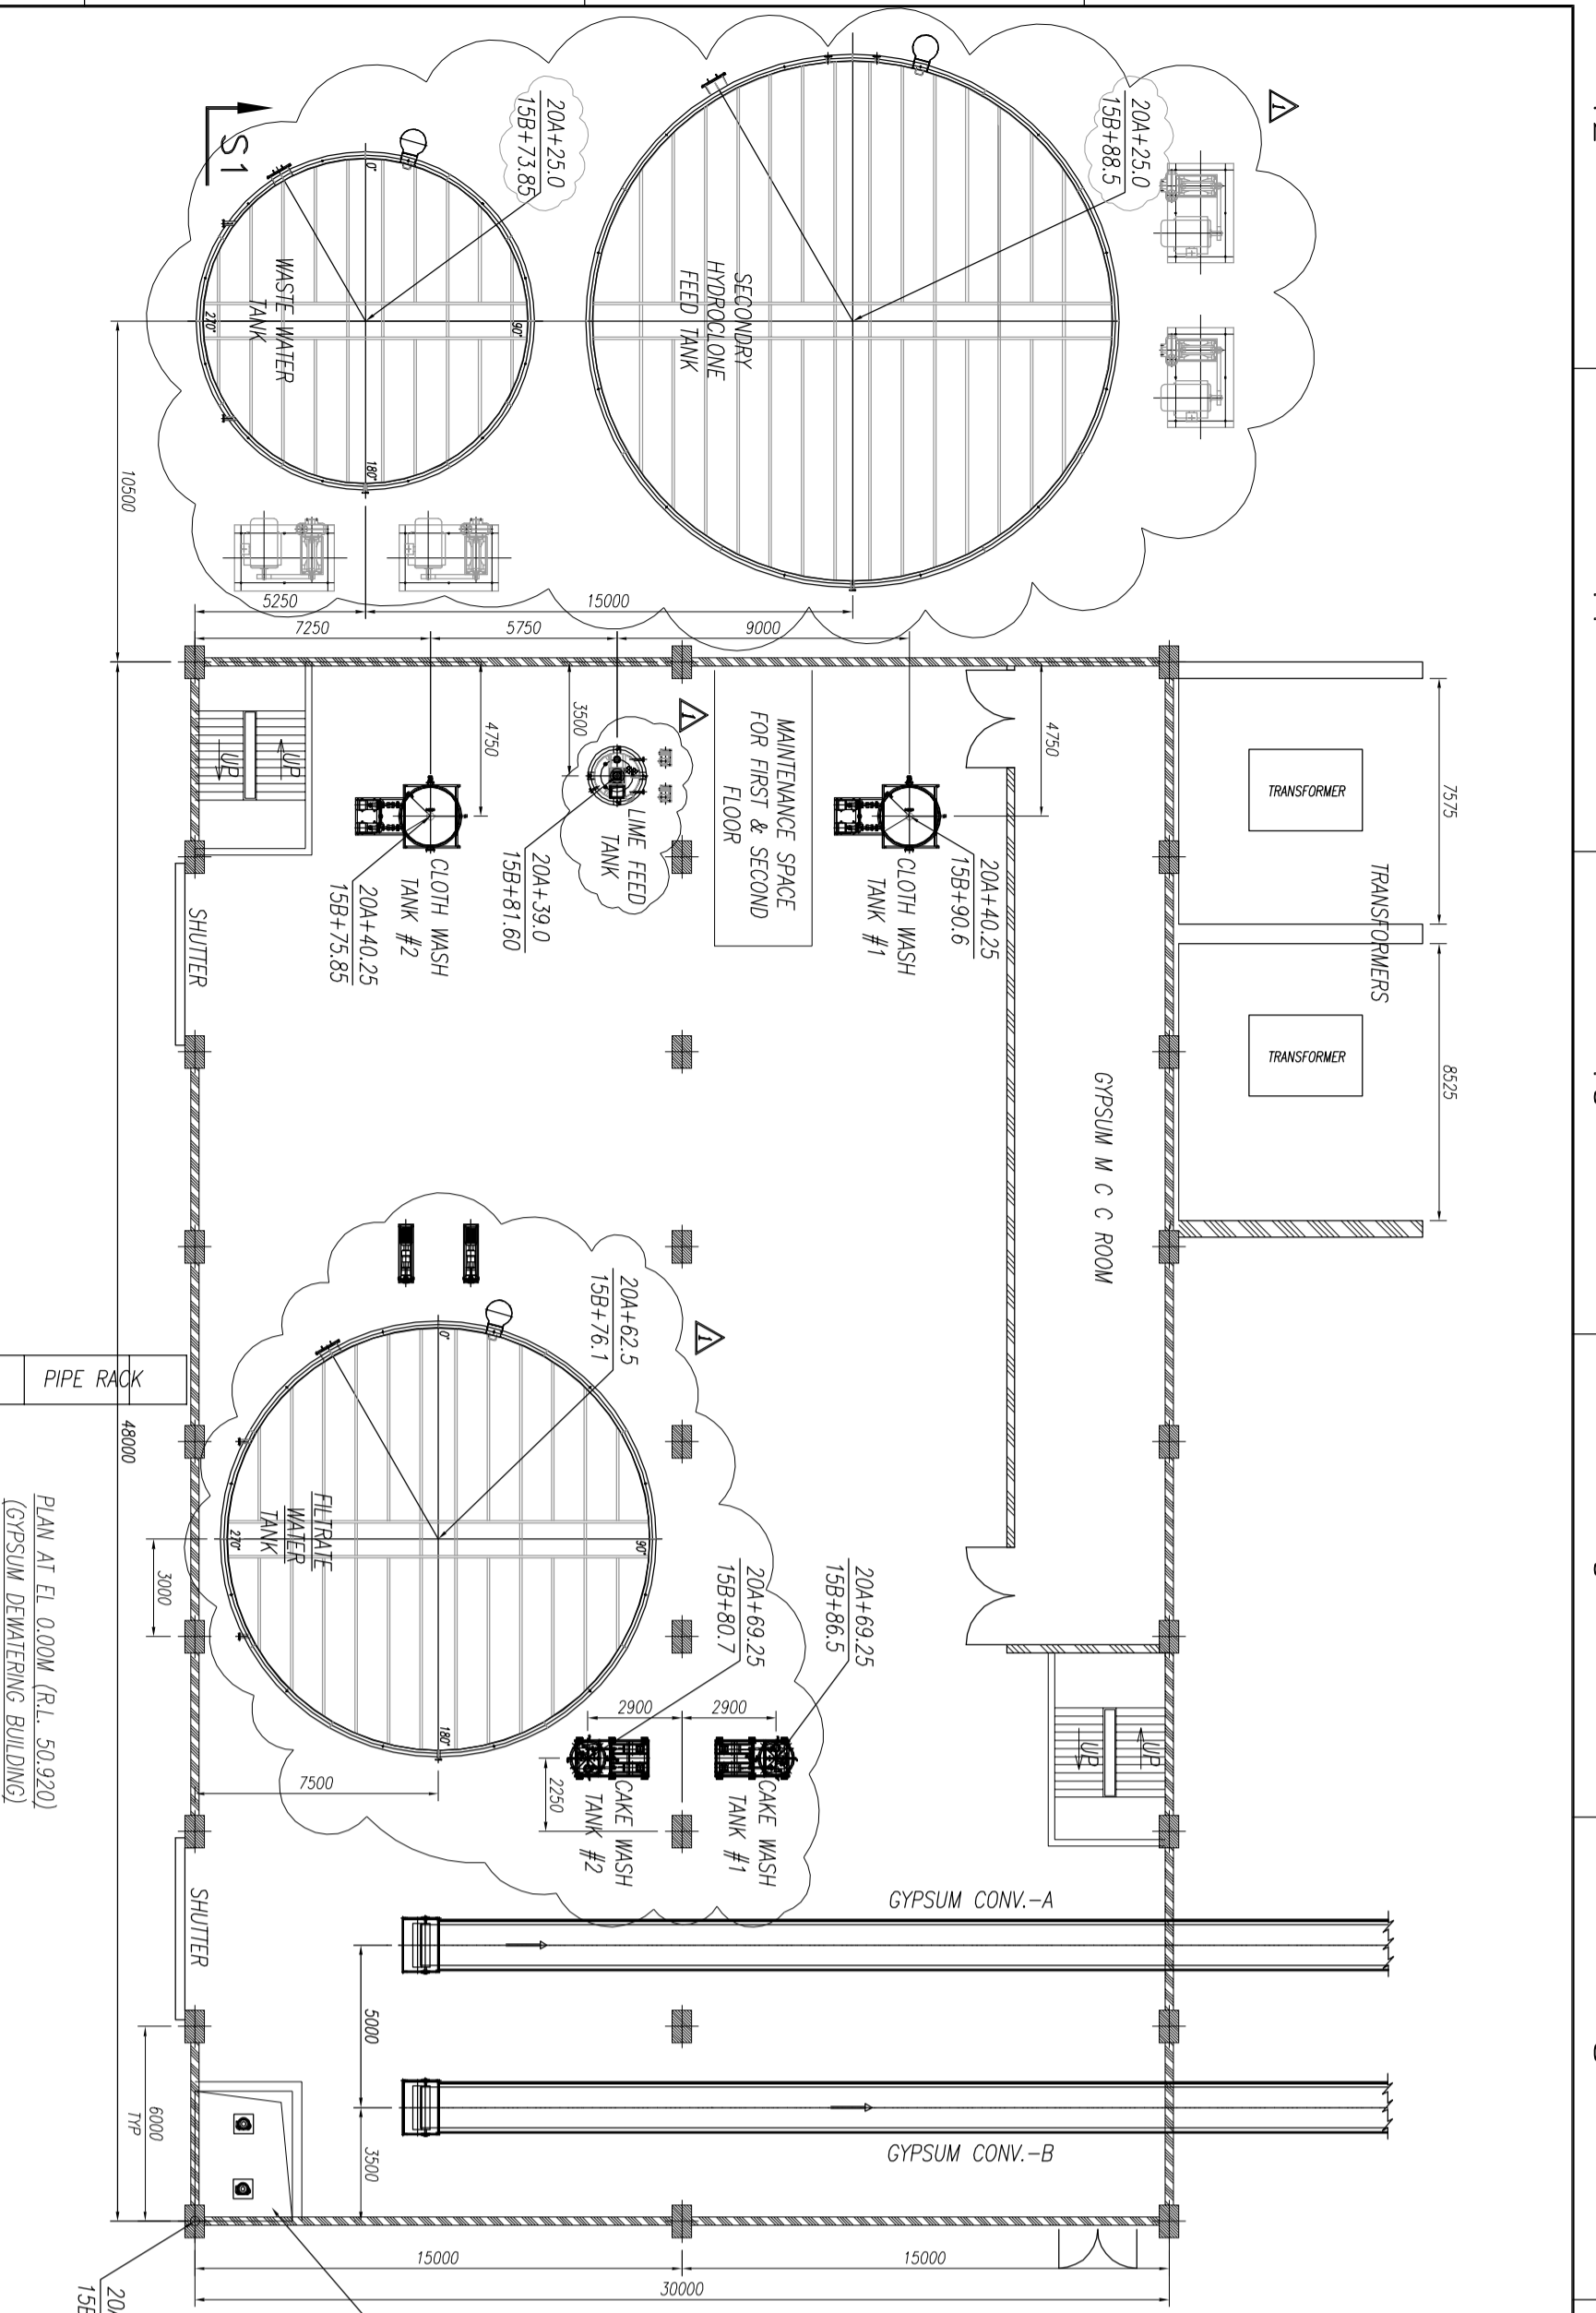 1
20A+25.0
15B+88.5
20A+25.0
15B+73.85
S1
SECONDRY
HYDROCLONE
FEED TANK
WASTE WATER
TANK
0°
90°
180°
270°
10500
5250
15000
7250
5750
9000
7575
8525
TRANSFORMER
TRANSFORMER
TRANSFORMERS
4750
4750
3500
UP
UP
1
MAINTENANCE SPACE
FOR FIRST & SECOND
FLOOR
LIME FEED
TANK
20A+39.0
15B+81.60
CLOTH WASH
TANK #1
20A+40.25
15B+90.6
CLOTH WASH
TANK #2
20A+40.25
15B+75.85
SHUTTER
GYPSUM M C C ROOM
20A+62.5
15B+76.1
1
FILTRATE
WATER
TANK
0°
90°
180°
270°
PIPE RACK
48000
3000
7500
20A+69.25
15B+86.5
20A+69.25
15B+80.7
2900
2900
2250
CAKE WASH
TANK #1
CAKE WASH
TANK #2
UP
UP
SHUTTER
GYPSUM CONV.-A
GYPSUM CONV.-B
5000
3500
6000
TYP
15000
15000
30000
PLAN AT EL 0.00M (R.L. 50.920)
(GYPSUM DEWATERING BUILDING)